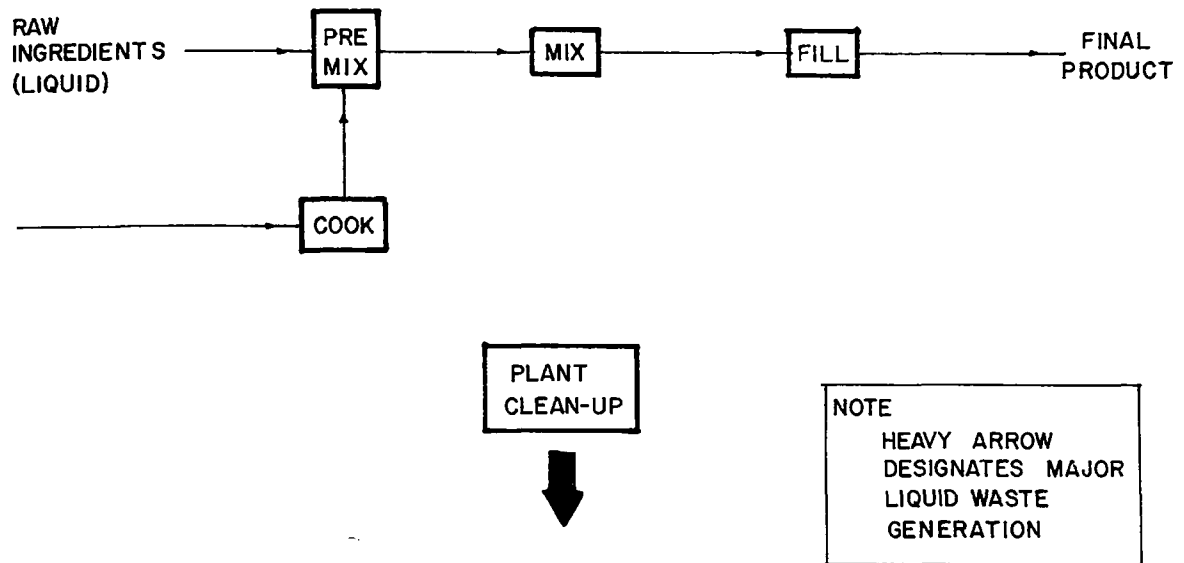 RAW
INGREDIENTS
(LIQUID)
PRE
MIX
MIX
FILL
FINAL
PRODUCT
COOK
PLANT
CLEAN-UP
NOTE
HEAVY ARROW
DESIGNATES MAJOR
LIQUID WASTE
GENERATION